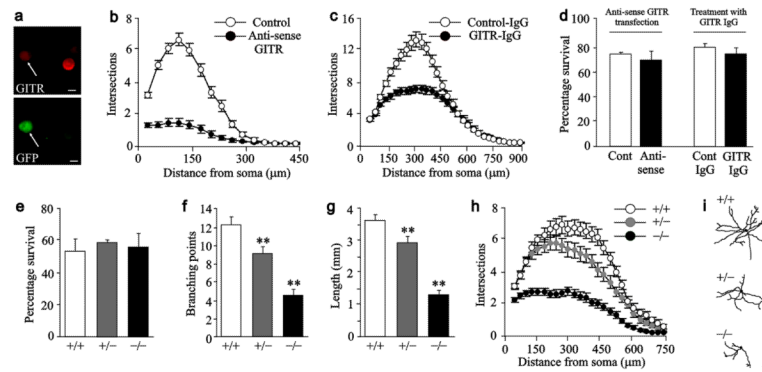 a
GITR
GFP
b
Control
Anti-sense
GITR
Intersections
8
6
4
2
0
0 150 300 450
Distance from soma (μm)
c
Control-IgG
GITR-IgG
Intersections
16
12
8
4
0
0 150 300 450 600 750 900
Distance from soma (μm)
d
Anti-sense GITR
transfection
Treatment with
GITR IgG
Percentage survival
100
80
60
40
20
0
Cont Anti-
sense
Cont
IgG
GITR
IgG
e
Percentage survival
80
60
40
20
0
+/+ +/− −/−
f
Branching points
14
12
10
8
6
4
2
0
**
**
+/+ +/− −/−
g
Length (mm)
4
3
2
1
0
**
**
+/+ +/− −/−
h
+/+
+/−
−/−
Intersections
10
8
6
4
2
0
0 150 300 450 600 750
Distance from soma (μm)
i
+/+
+/−
−/−